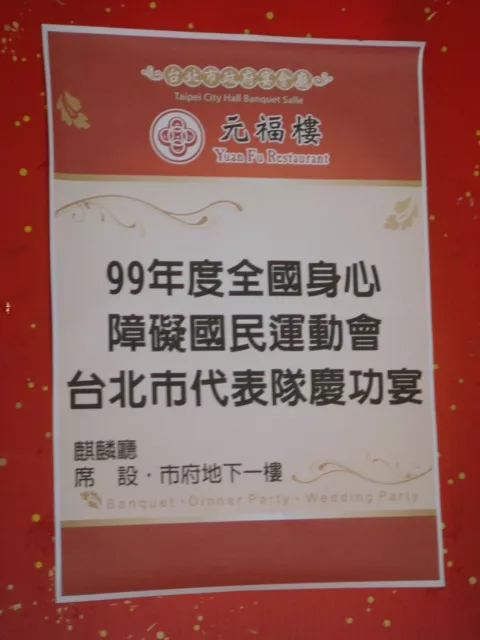 台北市政府宴會廳
Taipei City Hall Banquet Salle
元福樓
Yuan Fu Restaurant
99年度全國身心
障礙國民運動會
台北市代表隊慶功宴
麒麟廳
席 設・市府地下一樓
Banquet・Dinner Party・Wedding Party